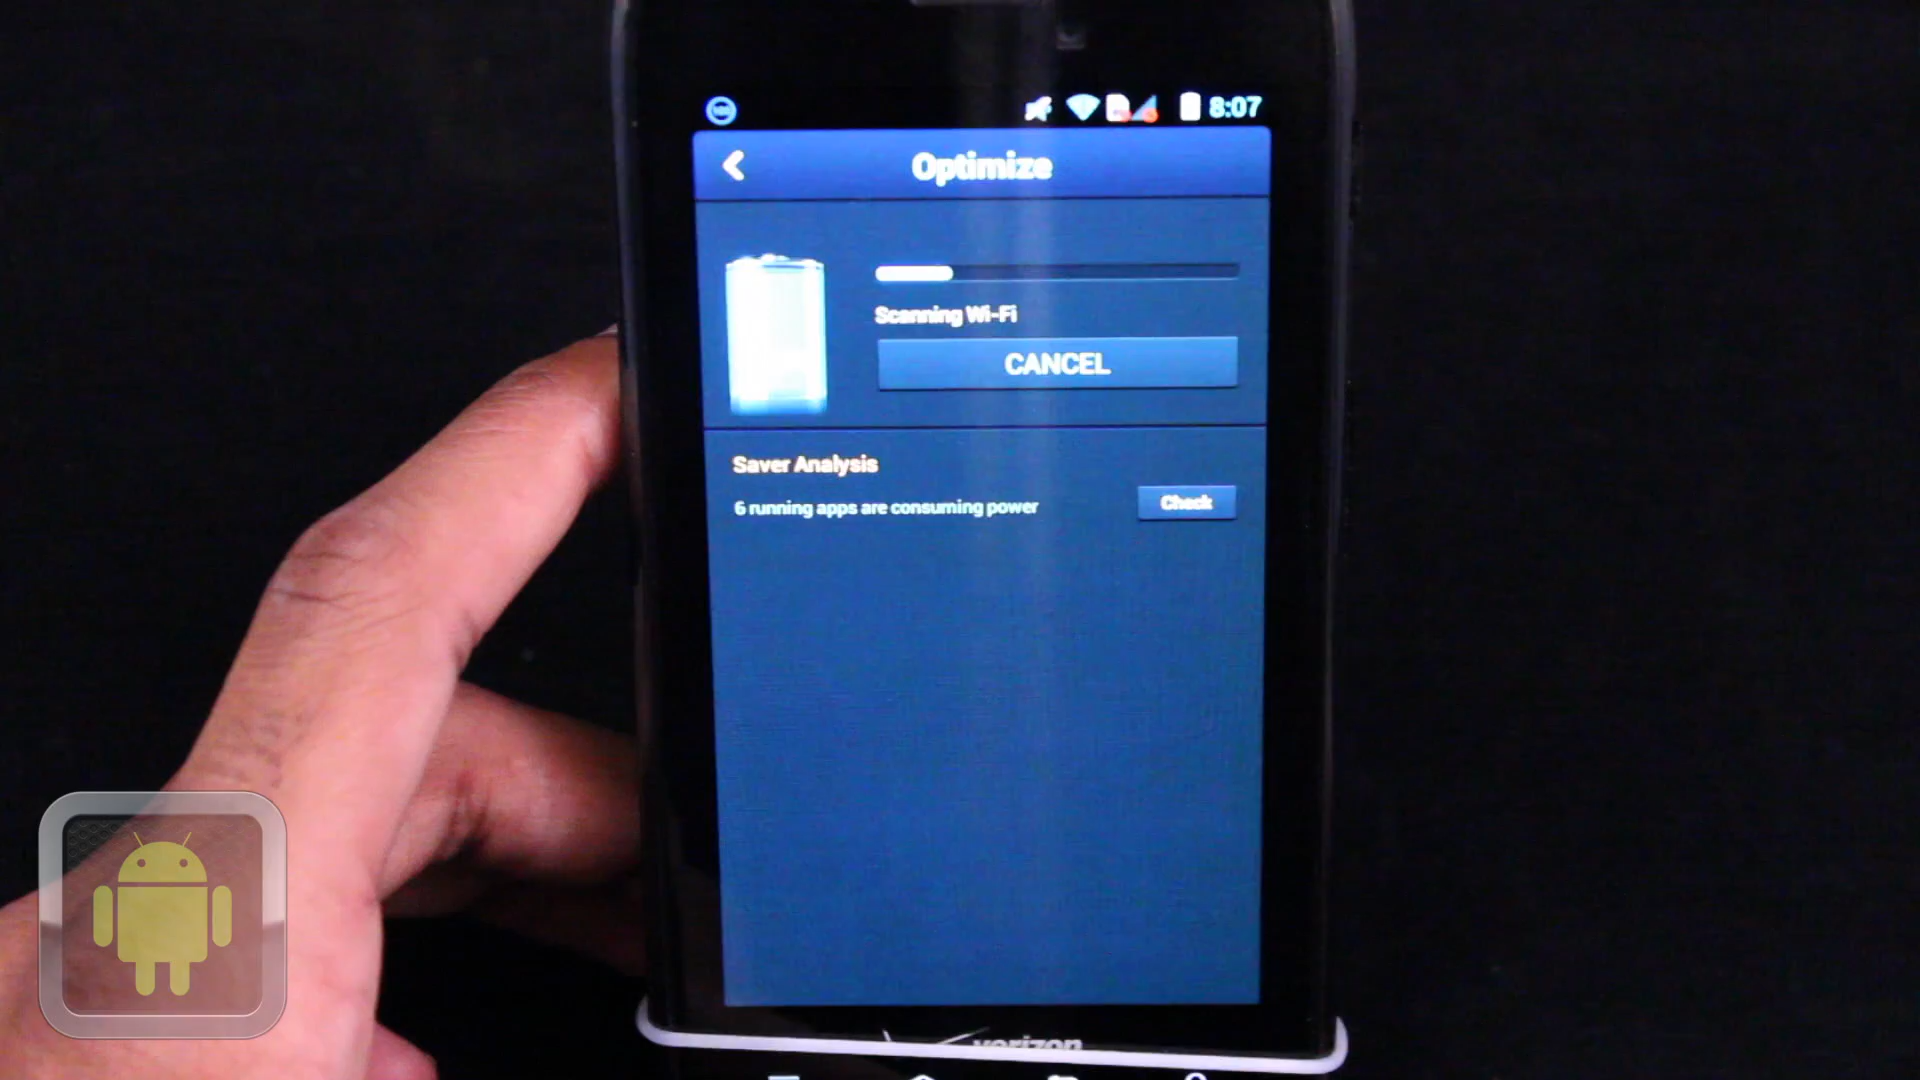 8:07
Optimize
Scanning Wi-Fi
CANCEL
Saver Analysis
6 running apps are consuming power
Check
verizon